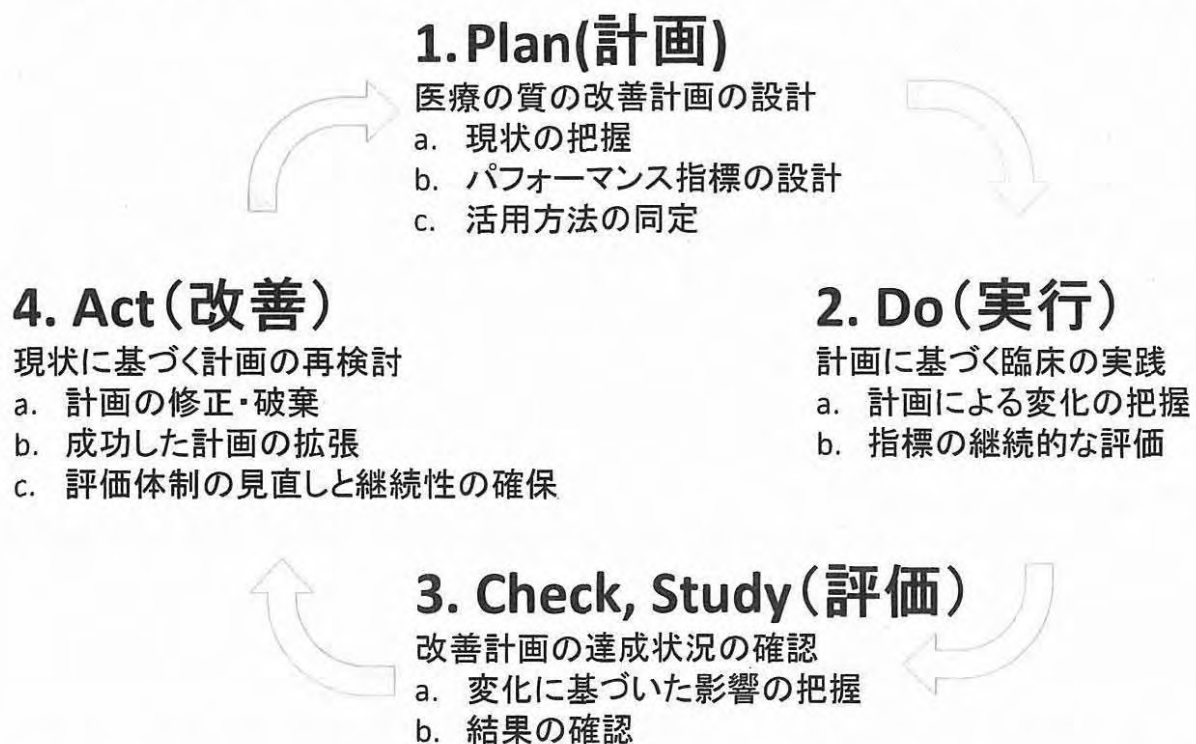 1.Plan(計画)
医療の質の改善計画の設計
a. 現状の把握
b. パフォーマンス指標の設計
c. 活用方法の同定
2. Do（実行）
計画に基づく臨床の実践
a. 計画による変化の把握
b. 指標の継続的な評価
3. Check, Study（評価）
改善計画の達成状況の確認
a. 変化に基づいた影響の把握
b. 結果の確認
4. Act（改善）
現状に基づく計画の再検討
a. 計画の修正・破棄
b. 成功した計画の拡張
c. 評価体制の見直しと継続性の確保